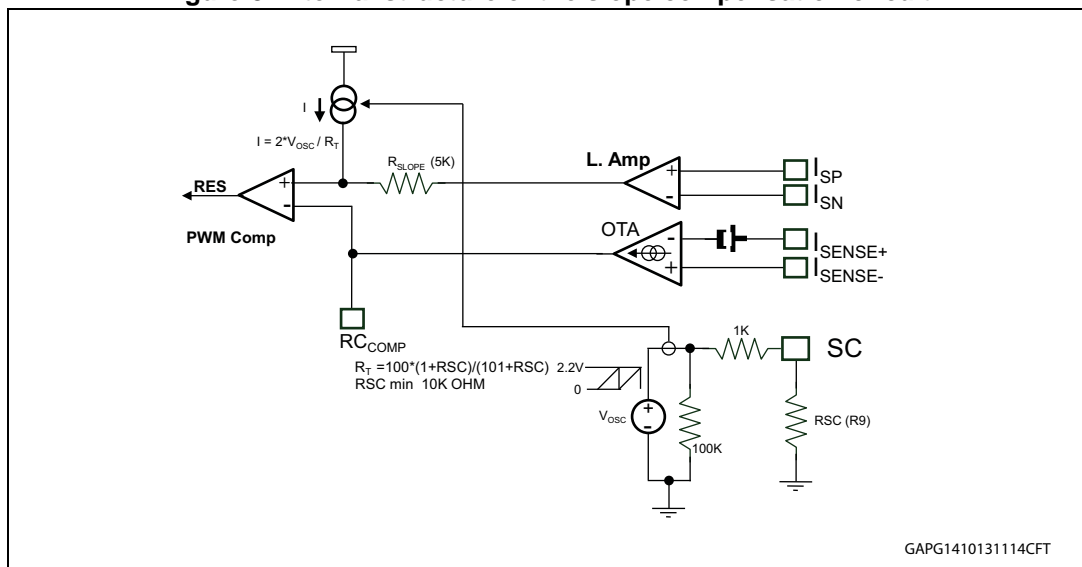 I
I = 2*V_OSC / R_T
R_SLOPE (5K)
L. Amp
+
-
I_SP
I_SN
RES
+
-
PWM Comp
OTA
-
+
I_SENSE+
I_SENSE-
RC_COMP
1K
SC
R_T =100*(1+RSC)/(101+RSC)
RSC min 10K OHM
2.2V
0
V_OSC
+
-
100K
RSC (R9)
GAPG1410131114CFT